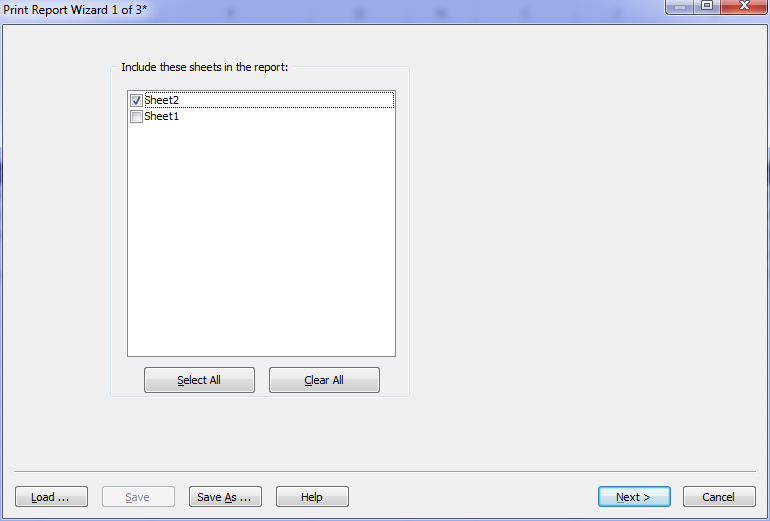 Print Report Wizard 1 of 3*
Include these sheets in the report:
Sheet2
Sheet1
Select All Clear All
Load ... Save Save As ... Help Next > Cancel